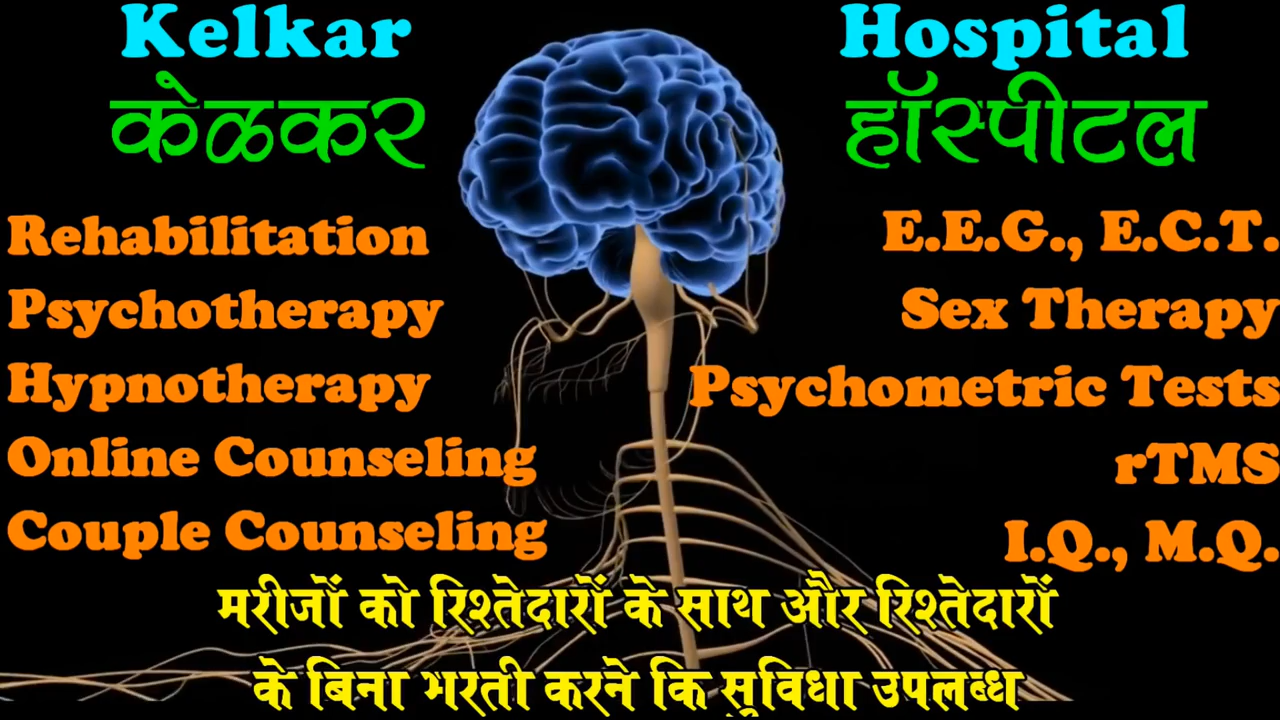 Kelkar Hospital
केळकर हॉस्पीटल
Rehabilitation
Psychotherapy
Hypnotherapy
Online Counseling
Couple Counseling
E.E.G., E.C.T.
Sex Therapy
Psychometric Tests
rTMS
I.Q., M.Q.
मरीजों को रिश्तेदारों के साथ और रिश्तेदारों
के बिना भरती करने कि सुविधा उपलब्ध